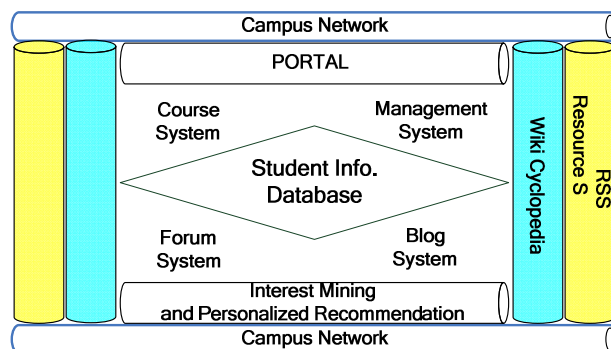 Campus Network
PORTAL
Course
System
Management
System
Student Info.
Database
Forum
System
Blog
System
Wiki Cyclopedia
RSS
Resource S
Interest Mining
and Personalized Recommendation
Campus Network